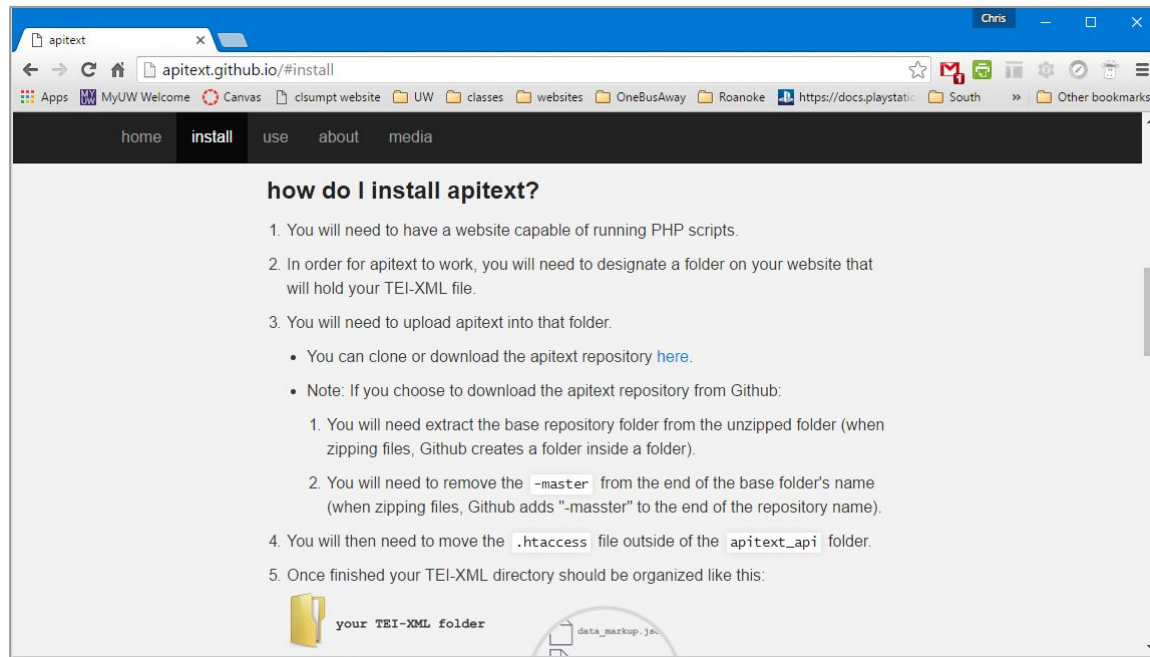 Chris
apitext
apitext.github.io/#install
Apps MyUW Welcome Canvas clsumpt website UW classes websites OneBusAway Roanoke https://docs.playstatic South » Other bookmarks
home install use about media
how do I install apitext?
1. You will need to have a website capable of running PHP scripts.
2. In order for apitext to work, you will need to designate a folder on your website that
will hold your TEI-XML file.
3. You will need to upload apitext into that folder.
• You can clone or download the apitext repository here.
• Note: If you choose to download the apitext repository from Github:
1. You will need extract the base repository folder from the unzipped folder (when
zipping files, Github creates a folder inside a folder).
2. You will need to remove the -master from the end of the base folder's name
(when zipping files, Github adds "-masster" to the end of the repository name).
4. You will then need to move the .htaccess file outside of the apitext_api folder.
5. Once finished your TEI-XML directory should be organized like this:
your TEI-XML folder
data_markup.jsc